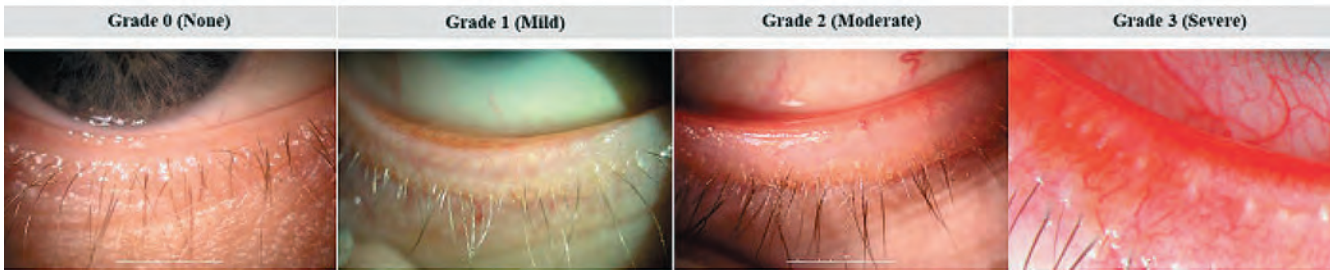 Grade 0 (None)
Grade 1 (Mild)
Grade 2 (Moderate)
Grade 3 (Severe)